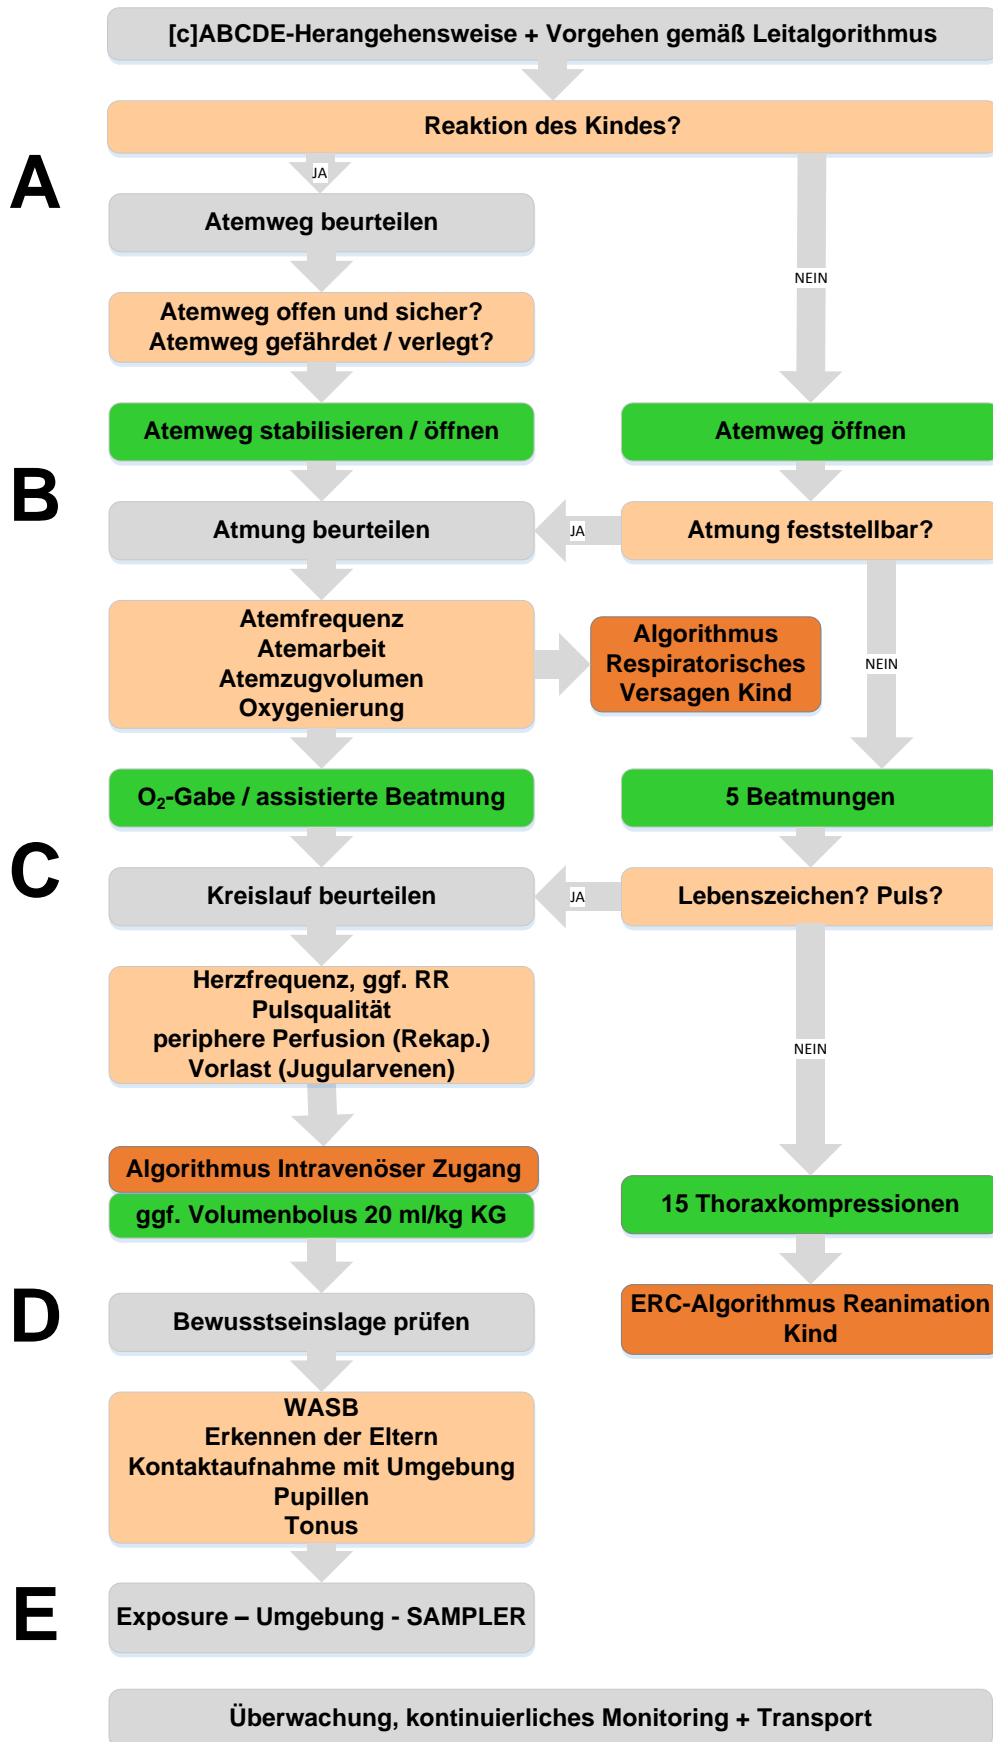 [c]ABCDE-Herangehensweise + Vorgehen gemäß Leitalgorithmus
Reaktion des Kindes?
A
JA
NEIN
Atemweg beurteilen
Atemweg offen und sicher?
Atemweg gefährdet / verlegt?
Atemweg stabilisieren / öffnen
Atemweg öffnen
B
Atmung beurteilen
JA
Atmung feststellbar?
Atemfrequenz
Atemarbeit
Atemzugvolumen
Oxygenierung
Algorithmus
Respiratorisches
Versagen Kind
NEIN
O₂-Gabe / assistierte Beatmung
5 Beatmungen
C
Kreislauf beurteilen
JA
Lebenszeichen? Puls?
Herzfrequenz, ggf. RR
Pulsqualität
periphere Perfusion (Rekap.)
Vorlast (Jugularvenen)
NEIN
Algorithmus Intravenöser Zugang
ggf. Volumenbolus 20 ml/kg KG
15 Thoraxkompressionen
D
Bewusstseinslage prüfen
ERC-Algorithmus Reanimation
Kind
WASB
Erkennen der Eltern
Kontaktaufnahme mit Umgebung
Pupillen
Tonus
E
Exposure – Umgebung - SAMPLER
Überwachung, kontinuierliches Monitoring + Transport